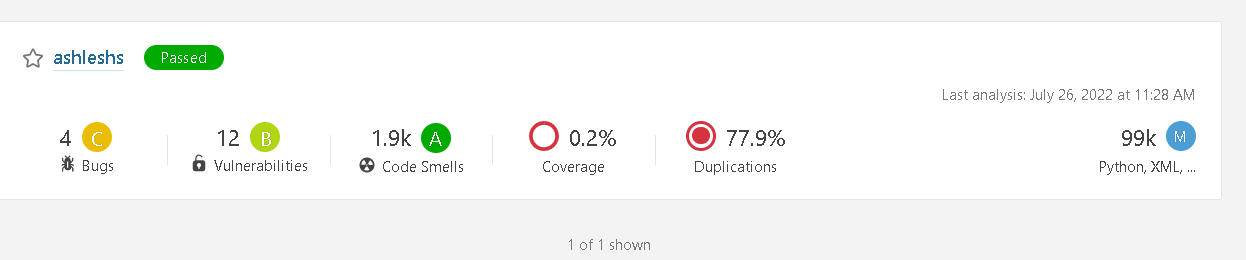 ashleshs Passed
Last analysis: July 26, 2022 at 11:28 AM
4 C 12 B 1.9k A 0.2% 77.9% 99k M
Bugs Vulnerabilities Code Smells Coverage Duplications Python, XML, ...
1 of 1 shown